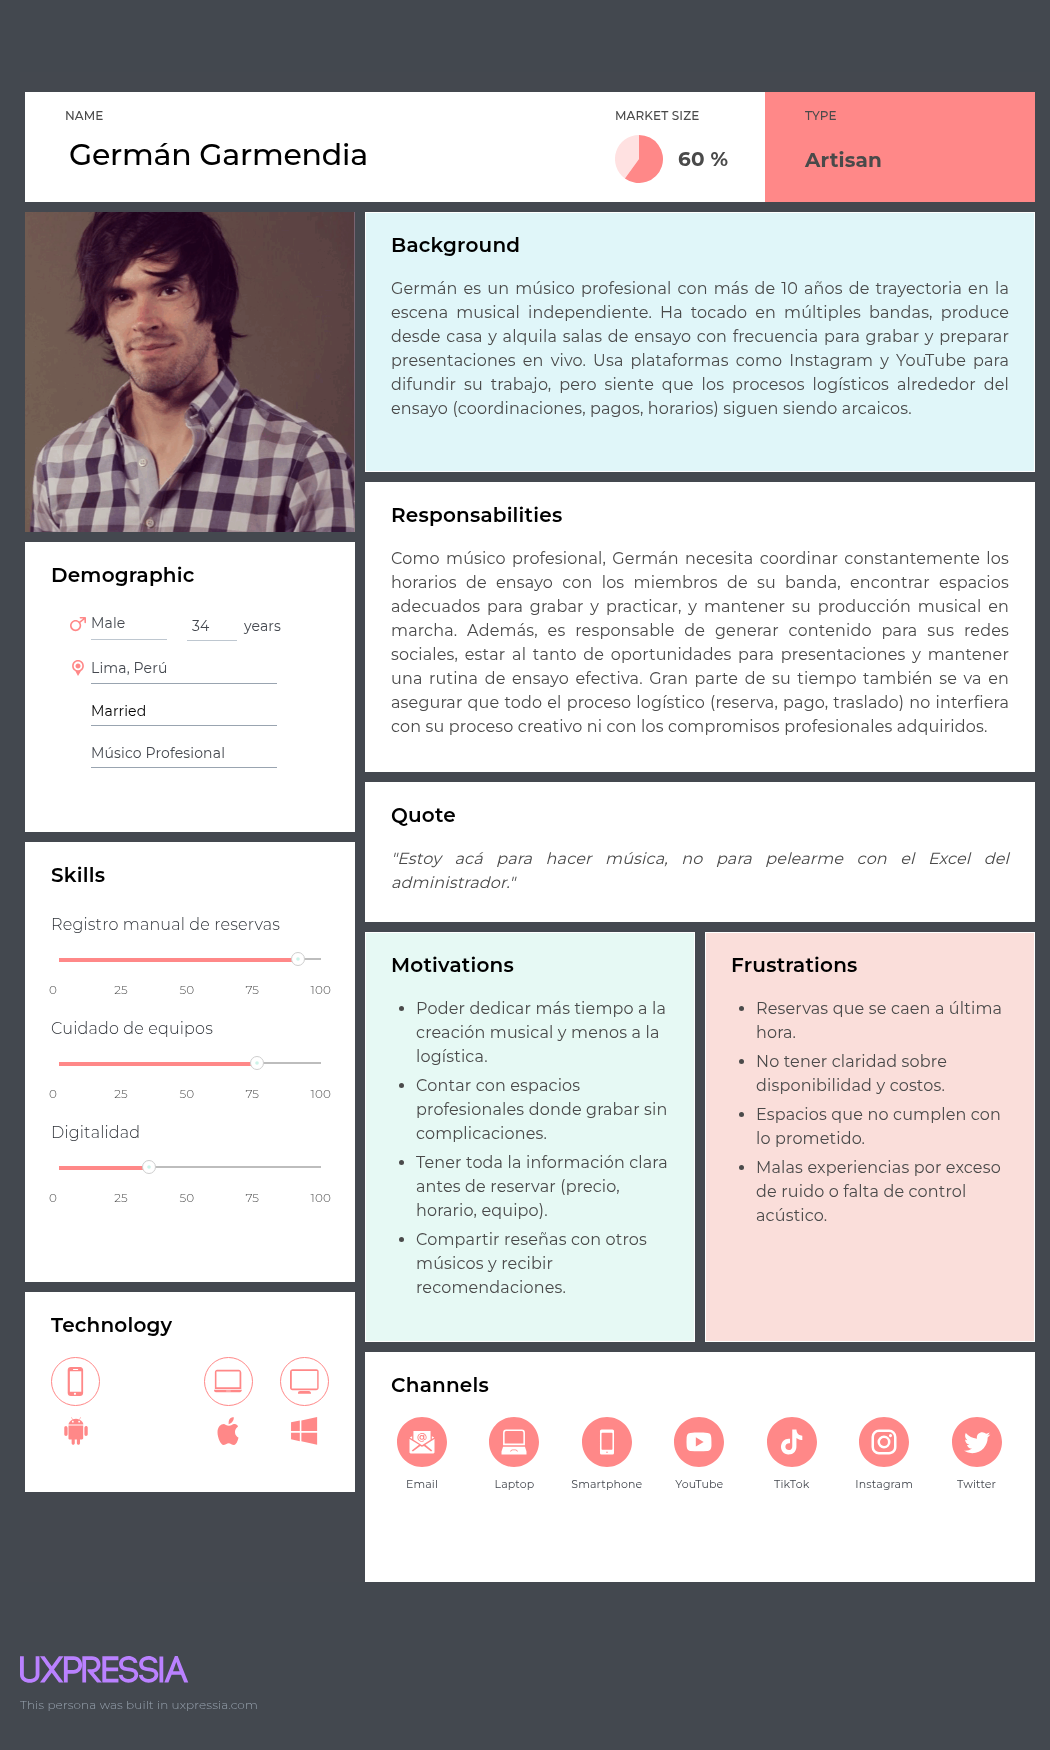 NAME
Germán Garmendia
MARKET SIZE
60 %
TYPE
Artisan
Background
Germán es un músico profesional con más de 10 años de trayectoria en la
escena musical independiente. Ha tocado en múltiples bandas, produce
desde casa y alquila salas de ensayo con frecuencia para grabar y preparar
presentaciones en vivo. Usa plataformas como Instagram y YouTube para
difundir su trabajo, pero siente que los procesos logísticos alrededor del
ensayo (coordinaciones, pagos, horarios) siguen siendo arcaicos.
Responsabilities
Como músico profesional, Germán necesita coordinar constantemente los
horarios de ensayo con los miembros de su banda, encontrar espacios
adecuados para grabar y practicar, y mantener su producción musical en
marcha. Además, es responsable de generar contenido para sus redes
sociales, estar al tanto de oportunidades para presentaciones y mantener
una rutina de ensayo efectiva. Gran parte de su tiempo también se va en
asegurar que todo el proceso logístico (reserva, pago, traslado) no interfiera
con su proceso creativo ni con los compromisos profesionales adquiridos.
Demographic
Male
34 years
Lima, Perú
Married
Músico Profesional
Quote
"Estoy acá para hacer música, no para pelearme con el Excel del
administrador."
Skills
Registro manual de reservas
0 25 50 75 100
Cuidado de equipos
0 25 50 75 100
Digitalidad
0 25 50 75 100
Motivations
• Poder dedicar más tiempo a la
creación musical y menos a la
logística.
• Contar con espacios
profesionales donde grabar sin
complicaciones.
• Tener toda la información clara
antes de reservar (precio,
horario, equipo).
• Compartir reseñas con otros
músicos y recibir
recomendaciones.
Frustrations
• Reservas que se caen a última
hora.
• No tener claridad sobre
disponibilidad y costos.
• Espacios que no cumplen con
lo prometido.
• Malas experiencias por exceso
de ruido o falta de control
acústico.
Technology
Channels
Email Laptop Smartphone YouTube TikTok Instagram Twitter
UXPRESSIA
This persona was built in uxpressia.com